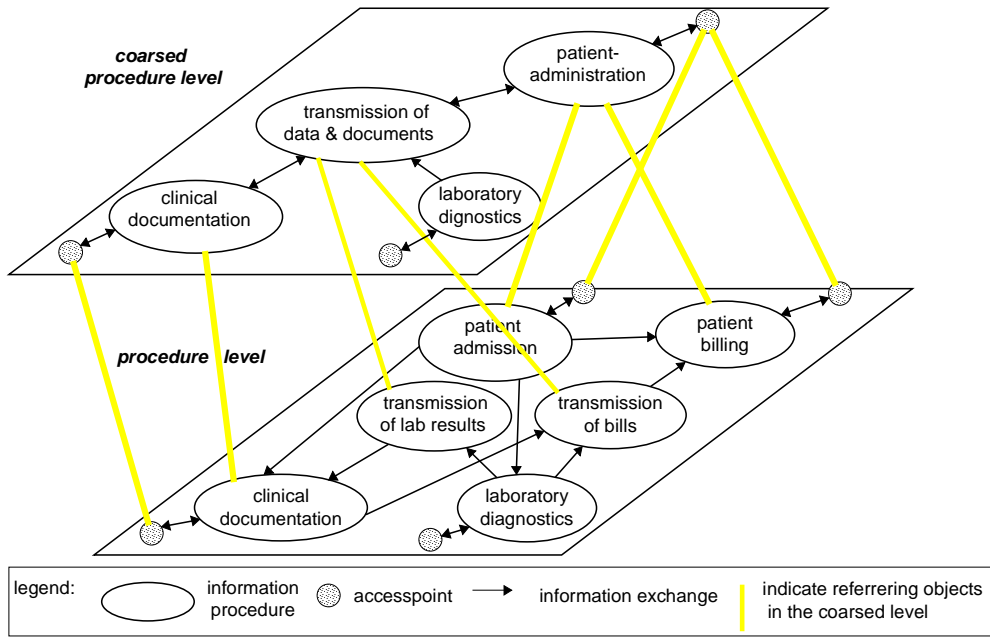 coarsed
procedure level
patient-
administration
transmission of
data & documents
clinical
documentation
laboratory
dignostics
procedure level
patient
admission
patient
billing
transmission
of lab results
transmission
of bills
clinical
documentation
laboratory
diagnostics
legend:
information
procedure
accesspoint
information exchange
indicate referrering objects
in the coarsed level